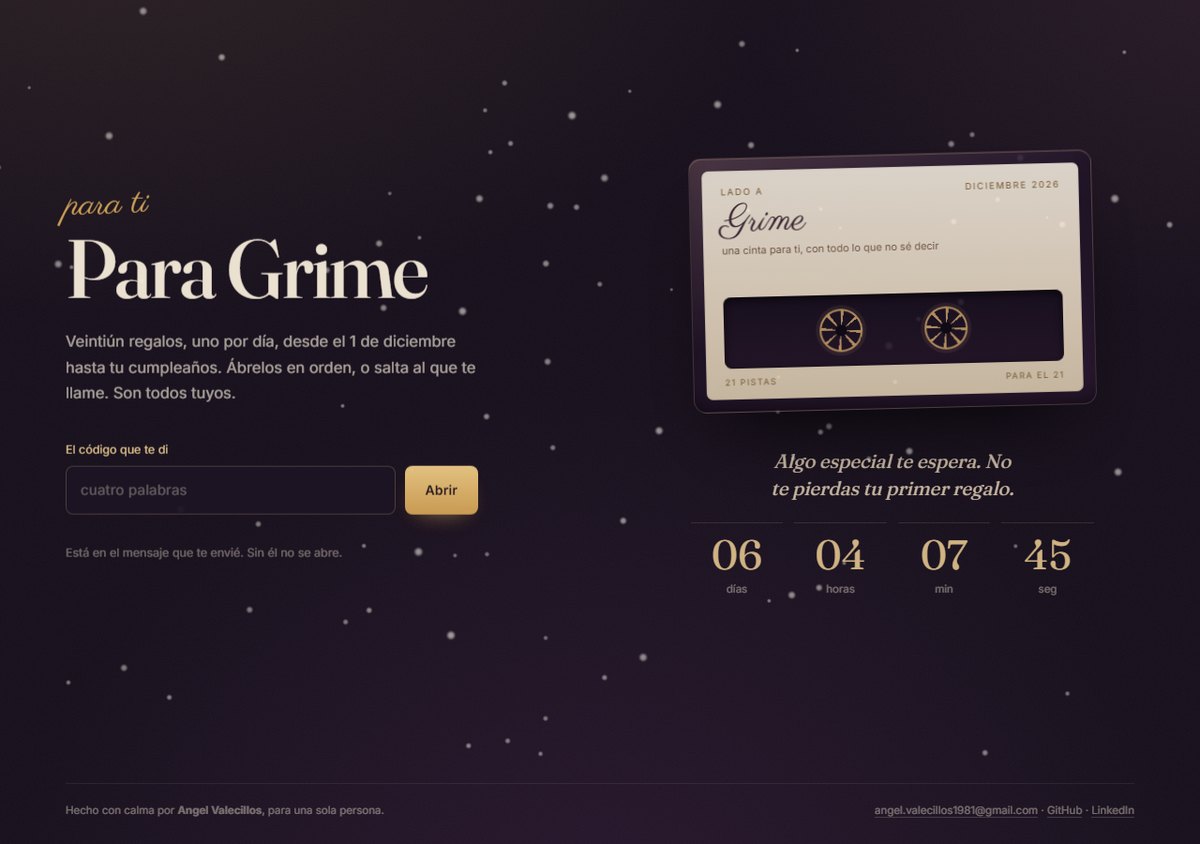 para ti
Para Grime
Veintiún regalos, uno por día, desde el 1 de diciembre
hasta tu cumpleaños. Ábrelos en orden, o salta al que te
llame. Son todos tuyos.
El código que te di
cuatro palabras
Abrir
Está en el mensaje que te envié. Sin él no se abre.
LADO A
DICIEMBRE 2026
Grime
una cinta para ti, con todo lo que no sé decir
21 PISTAS
PARA EL 21
Algo especial te espera. No
te pierdas tu primer regalo.
06 04 07 45
días horas min seg
Hecho con calma por Angel Valecillos, para una sola persona.
angel.valecillos1981@gmail.com · GitHub · LinkedIn